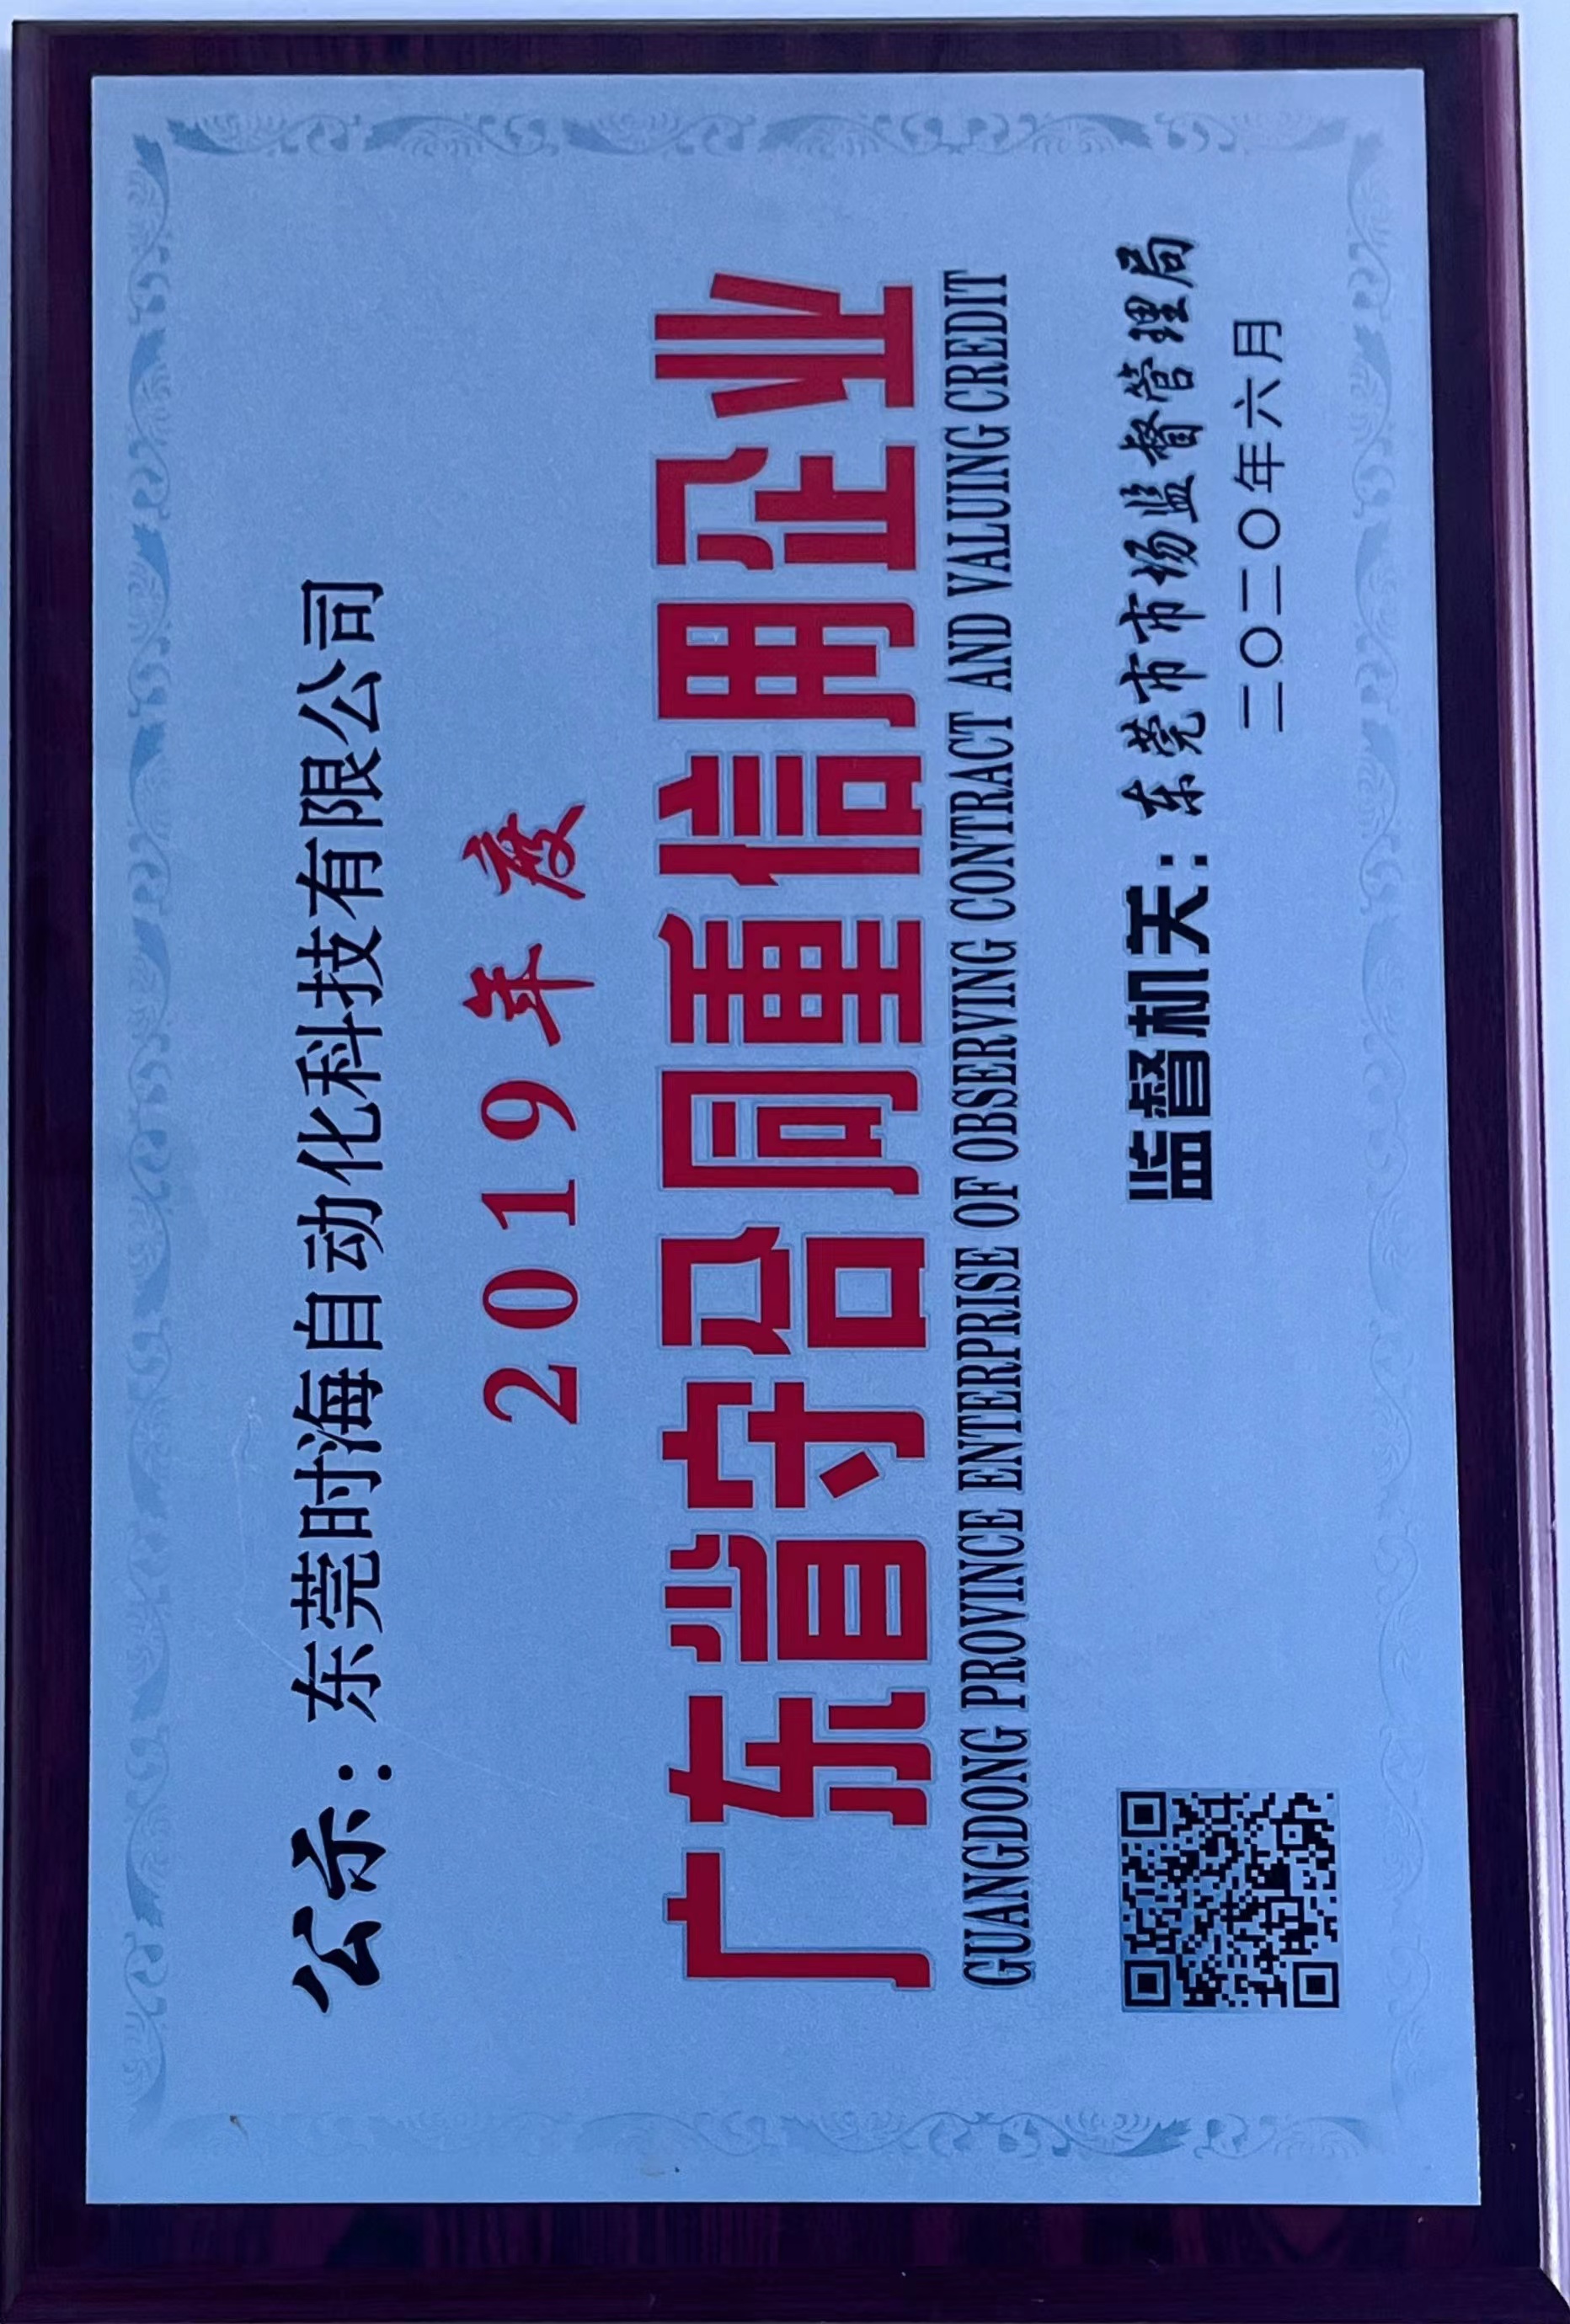 公示：东莞时海自动化科技有限公司
2019年度
广东省守合同重信用企业
GUANGDONG PROVINCE ENTERPRISE OF OBSERVING CONTRACT AND VALUING CREDIT
监督机关：东莞市市场监督管理局
二〇二〇年六月